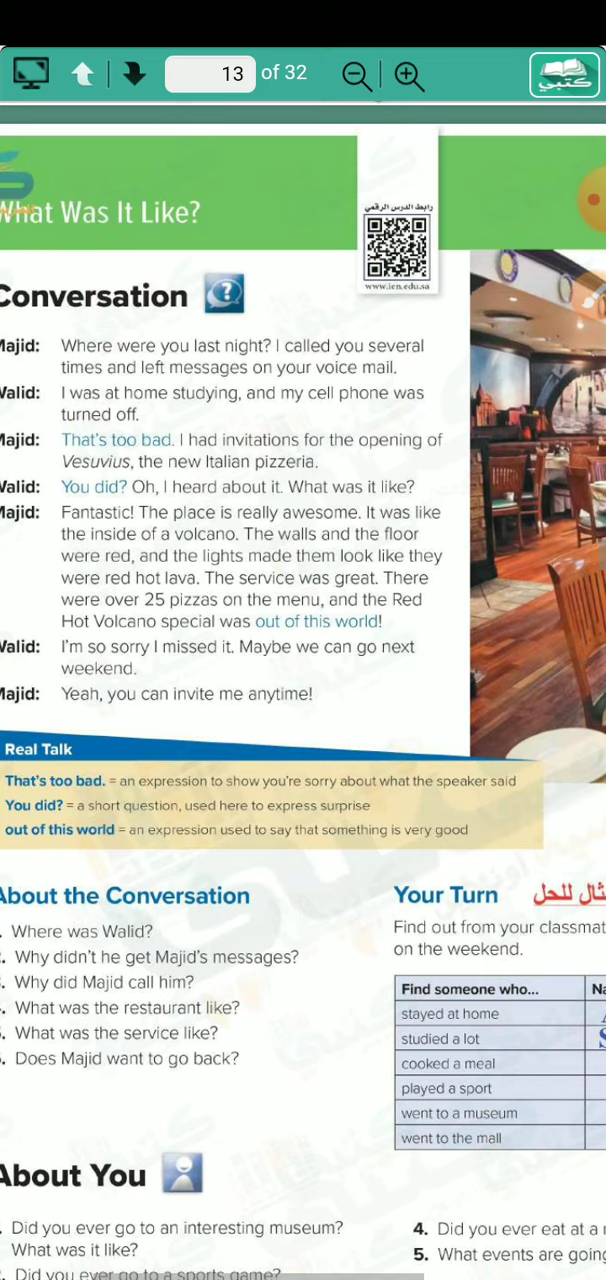 13 of 32
كتبي
What Was It Like?
رابط الدرس الرقمي
www.ien.edu.sa
Conversation
Majid: Where were you last night? I called you several
times and left messages on your voice mail.
Walid: I was at home studying, and my cell phone was
turned off.
Majid: That's too bad. I had invitations for the opening of
Vesuvius, the new Italian pizzeria.
Walid: You did? Oh, I heard about it. What was it like?
Majid: Fantastic! The place is really awesome. It was like
the inside of a volcano. The walls and the floor
were red, and the lights made them look like they
were red hot lava. The service was great. There
were over 25 pizzas on the menu, and the Red
Hot Volcano special was out of this world!
Walid: I'm so sorry I missed it. Maybe we can go next
weekend.
Majid: Yeah, you can invite me anytime!
Real Talk
That's too bad. = an expression to show you're sorry about what the speaker said
You did? = a short question, used here to express surprise
out of this world = an expression used to say that something is very good
About the Conversation
. Where was Walid?
. Why didn't he get Majid's messages?
. Why did Majid call him?
. What was the restaurant like?
. What was the service like?
. Does Majid want to go back?
Your Turn
ثال للحل
Find out from your classmat
on the weekend.
Find someone who... Na
stayed at home
studied a lot
cooked a meal
played a sport
went to a museum
went to the mall
About You
. Did you ever go to an interesting museum?
What was it like?
. Did you ever go to a sports game?
4. Did you ever eat at a r
5. What events are going